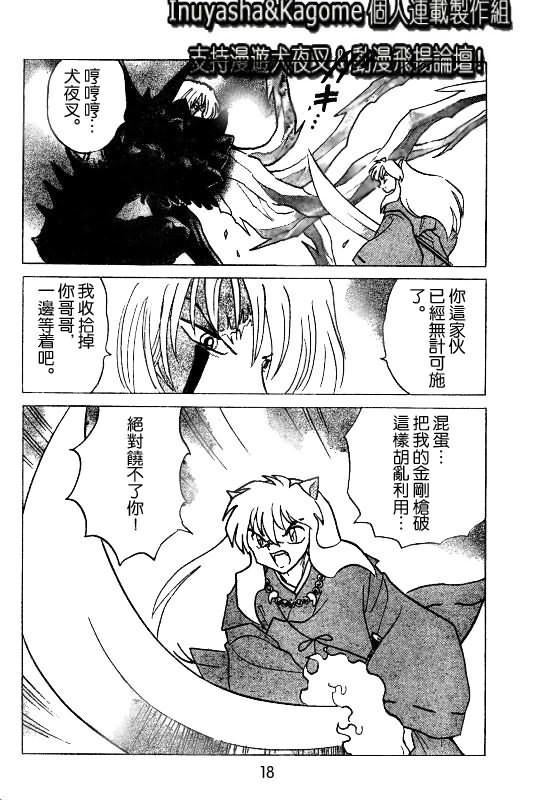 Inuyasha&Kagome 個人連載製作組
支持漫遊犬夜叉&動漫飛揚論壇!
哼哼哼…
犬夜叉。
你這家伙
已經無計可施
了。
我收拾掉
你哥哥,
一邊等着吧。
混蛋…
把我的金剛槍破
這樣胡亂利用…
絕對饒不了你!
18